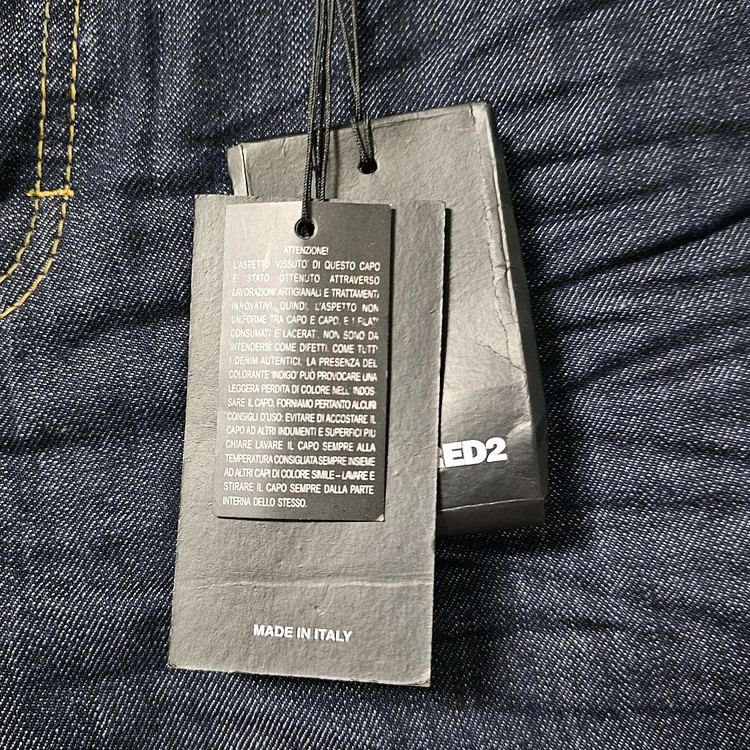 ATTENZIONE!
L'ASPETTO 'VISSUTO' DI QUESTO CAPO
È STATO OTTENUTO ATTRAVERSO
LAVORAZIONI ARTIGIANALI E TRATTAMENTI
INNOVATIVI. QUINDI, L'ASPETTO NON
UNIFORME TRA CAPO E CAPO, E I FILATI
CONSUMATI E LACERATI, NON SONO DA
INTENDERSI COME DIFETTI. COME TUTTI
I DENIM AUTENTICI, LA PRESENZA DEL
COLORANTE 'INDIGO' PUÒ PROVOCARE UNA
LEGGERA PERDITA DI COLORE NELL' INDOS-
SARE IL CAPO. FORNIAMO PERTANTO ALCUNI
CONSIGLI D'USO: EVITARE DI ACCOSTARE IL
CAPO AD ALTRI INDUMENTI E SUPERFICI PIÙ
CHIARE LAVARE IL CAPO SEMPRE ALLA
TEMPERATURA CONSIGLIATA SEMPRE INSIEME
AD ALTRI CAPI DI COLORE SIMILE – LAVARE E
STIRARE IL CAPO SEMPRE DALLA PARTE
INTERNA DELLO STESSO.
ED2
MADE IN ITALY